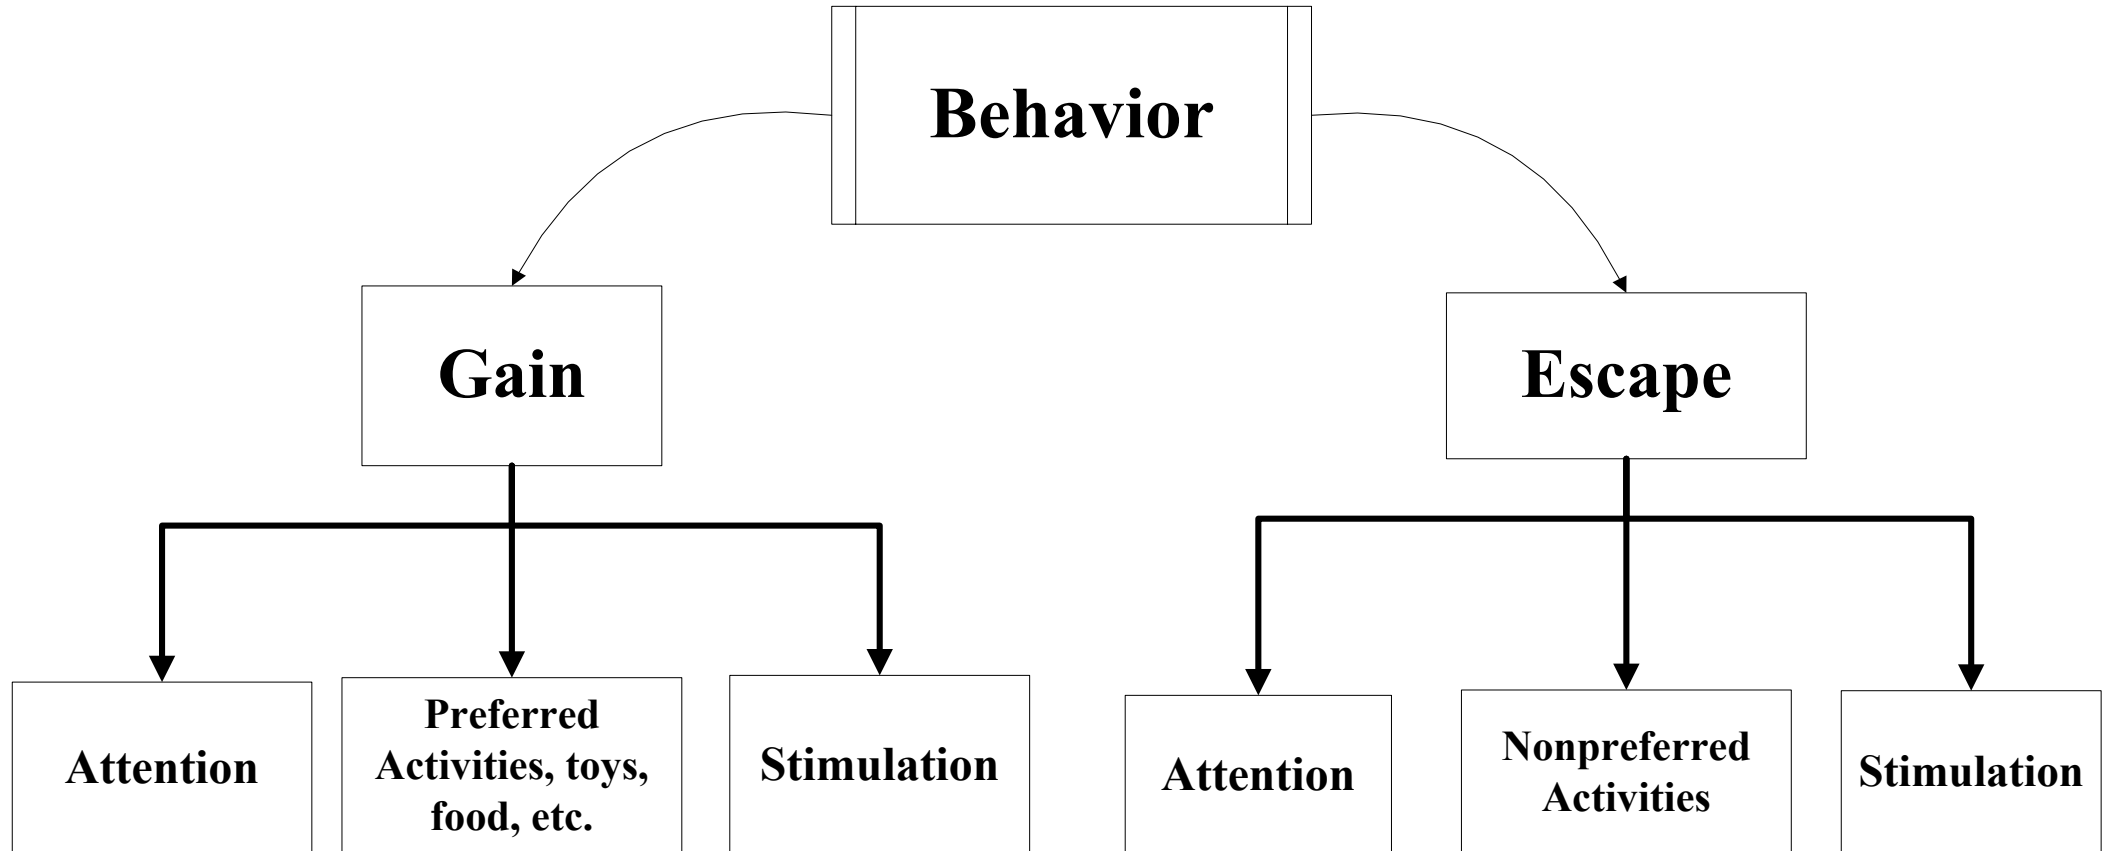 Behavior
Gain
Escape
Attention
Preferred
Activities, toys,
food, etc.
Stimulation
Attention
Nonpreferred
Activities
Stimulation